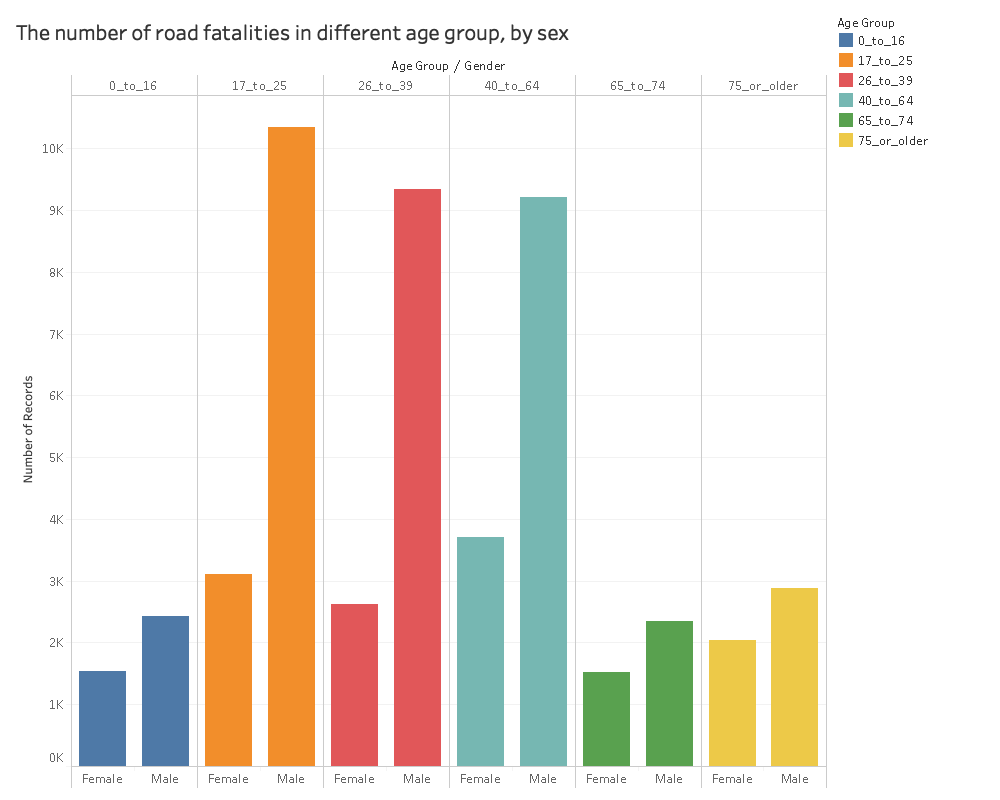 The number of road fatalities in different age group, by sex
Age Group / Gender
0_to_16 17_to_25 26_to_39 40_to_64 65_to_74 75_or_older
10K
9K
8K
7K
6K
5K
4K
3K
2K
1K
0K
Number of Records
Female Male Female Male Female Male Female Male Female Male Female Male
Age Group
0_to_16
17_to_25
26_to_39
40_to_64
65_to_74
75_or_older